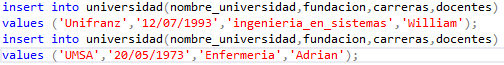 insert into universidad(nombre_universidad,fundacion,carreras,docentes)
values ('Unifranz','12/07/1993','ingenieria_en_sistemas','William');
insert into universidad(nombre_universidad,fundacion,carreras,docentes)
values ('UMSA','20/05/1973','Enfermeria','Adrian');